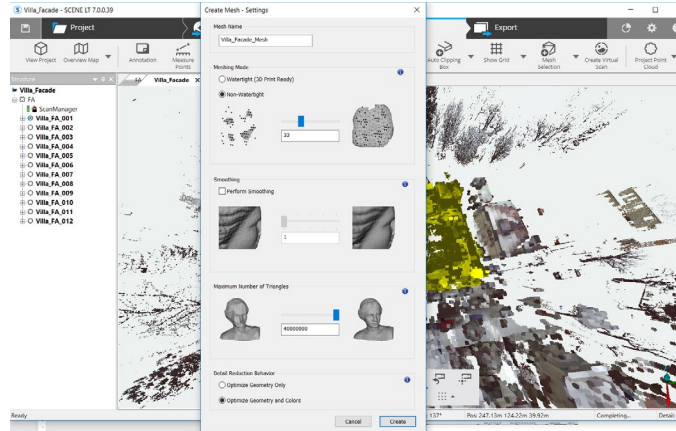 Villa_Facade - SCENE LT 7.0.0.39
Project
Export
View Project
Overview Map
Annotation
Measure Points
Auto Clipping Box
Show Grid
Mesh Selection
Create Virtual Scan
Project Point Cloud
Structure
FA
Villa_Facade
Villa_Facade
FA
ScanManager
Villa_FA_001
Villa_FA_002
Villa_FA_003
Villa_FA_004
Villa_FA_005
Villa_FA_006
Villa_FA_007
Villa_FA_008
Villa_FA_009
Villa_FA_010
Villa_FA_011
Villa_FA_012
Create Mesh - Settings
Mesh Name
Villa_Facade_Mesh
Meshing Mode
Watertight (3D Print Ready)
Non-Watertight
33
Smoothing
Perform Smoothing
1
Maximum Number of Triangles
40000000
Detail Reduction Behavior
Optimize Geometry Only
Optimize Geometry and Colors
Cancel
Create
Ready
137°
Pos: 247.13m 124.22m 39.92m
Completing...
Detail: